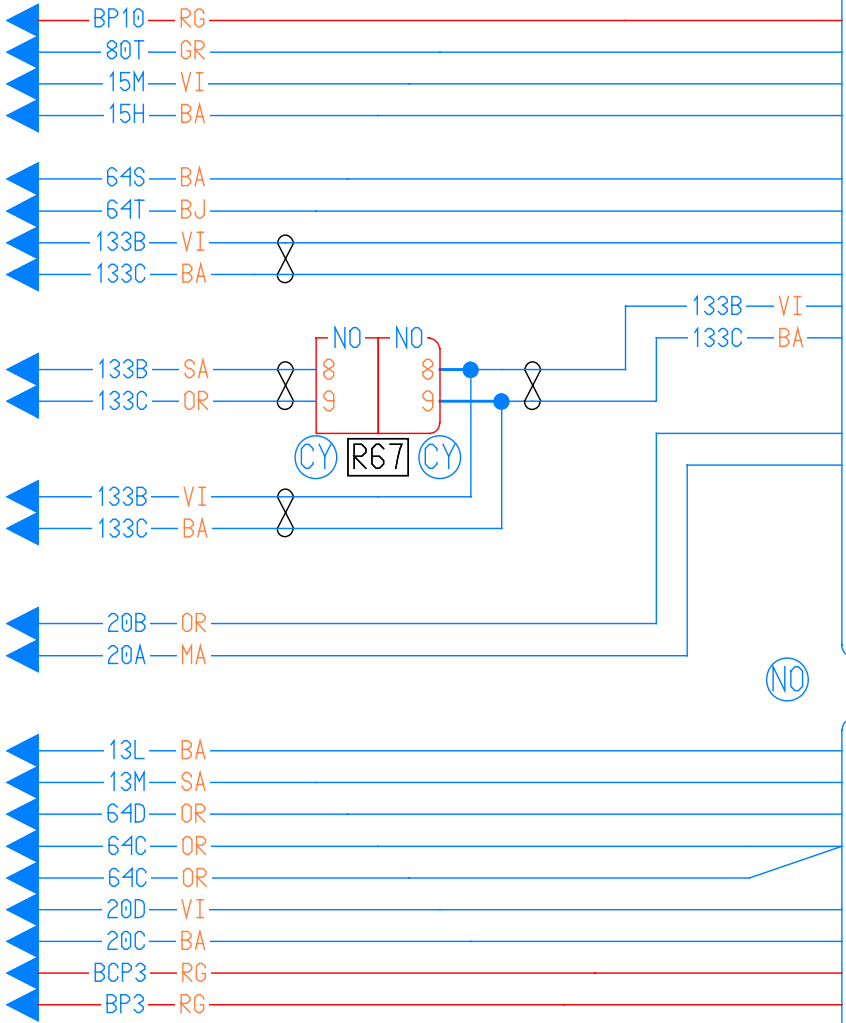 BP10 RG
80T GR
15M VI
15H BA
64S BA
64T BJ
133B VI
133C BA
133B VI
NO NO 133C BA
133B SA 8 8
133C OR 9 9
CY R67 CY
133B VI
133C BA
20B OR
20A MA
NO
13L BA
13M SA
64D OR
64C OR
64C OR
20D VI
20C BA
BCP3 RG
BP3 RG